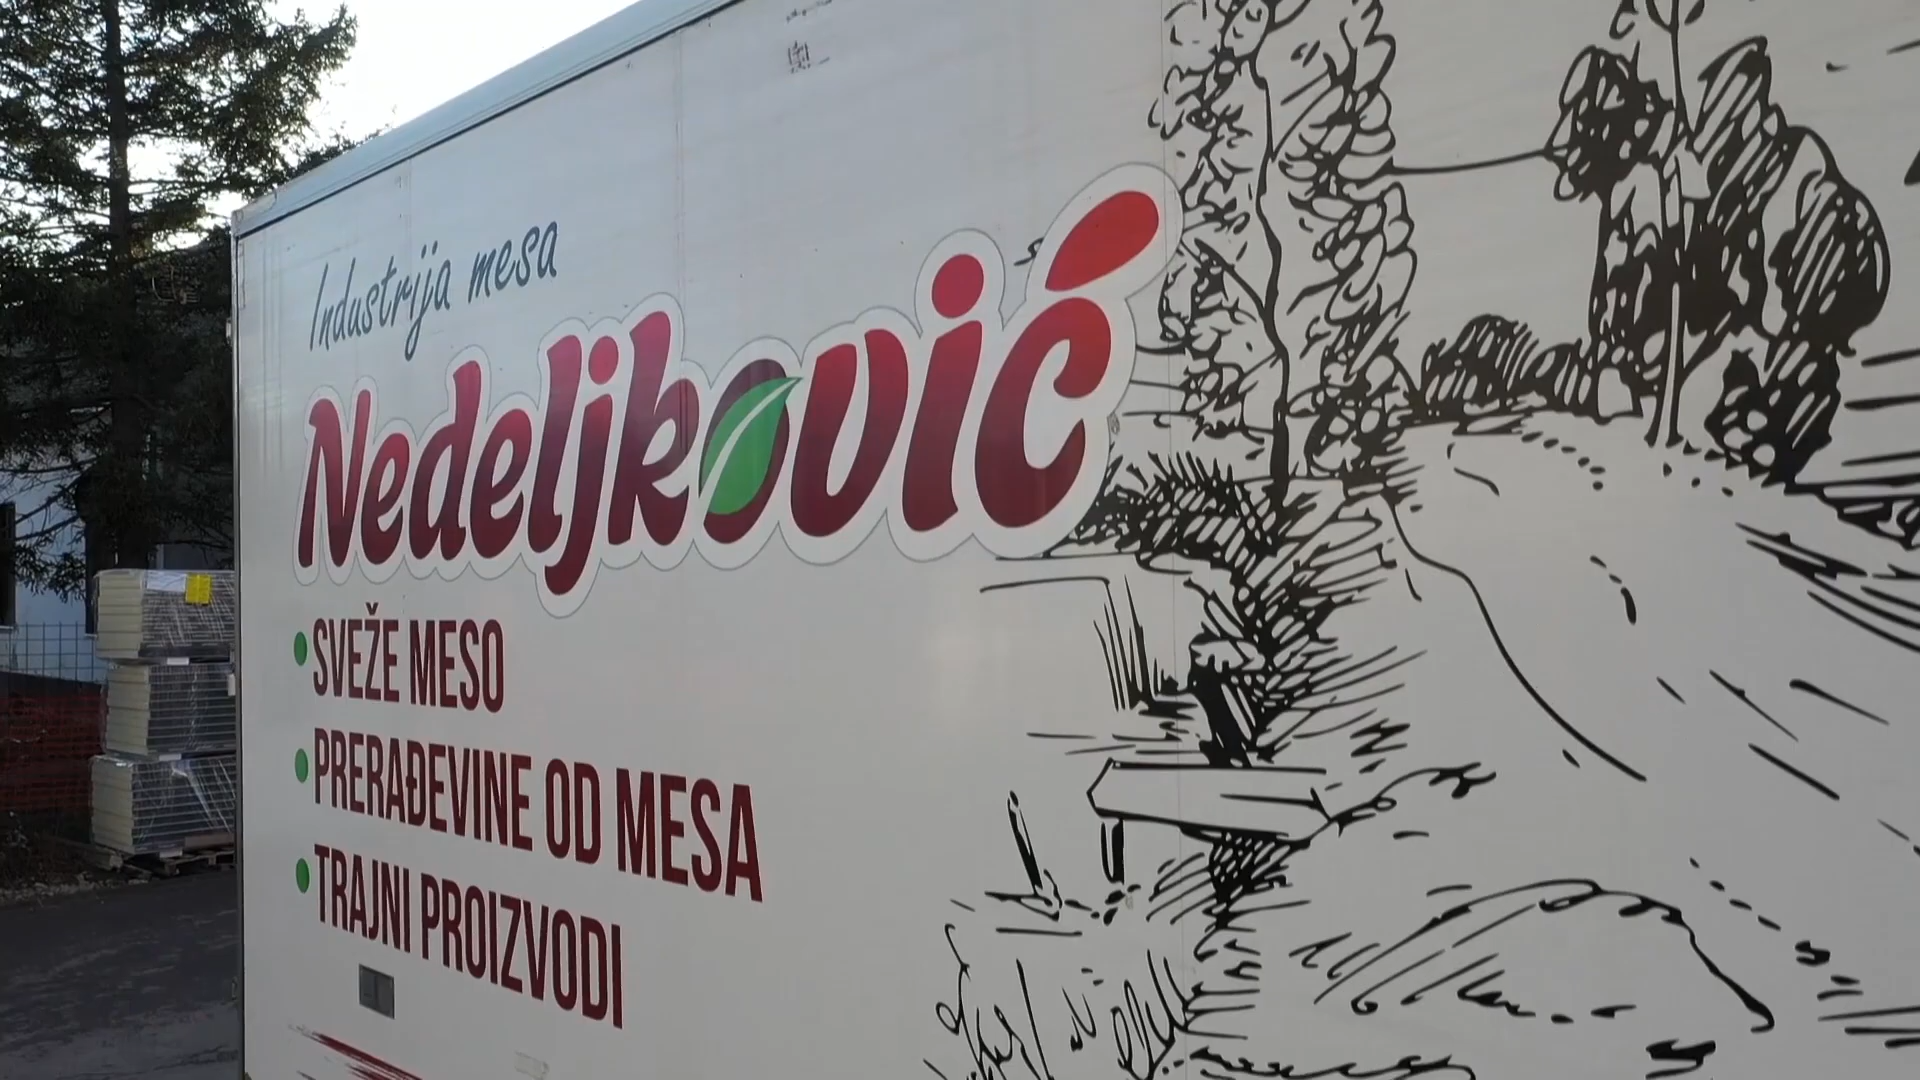 Industrija mesa
Nedeljković
SVEŽE MESO
PRERAĐEVINE OD MESA
TRAJNI PROIZVODI